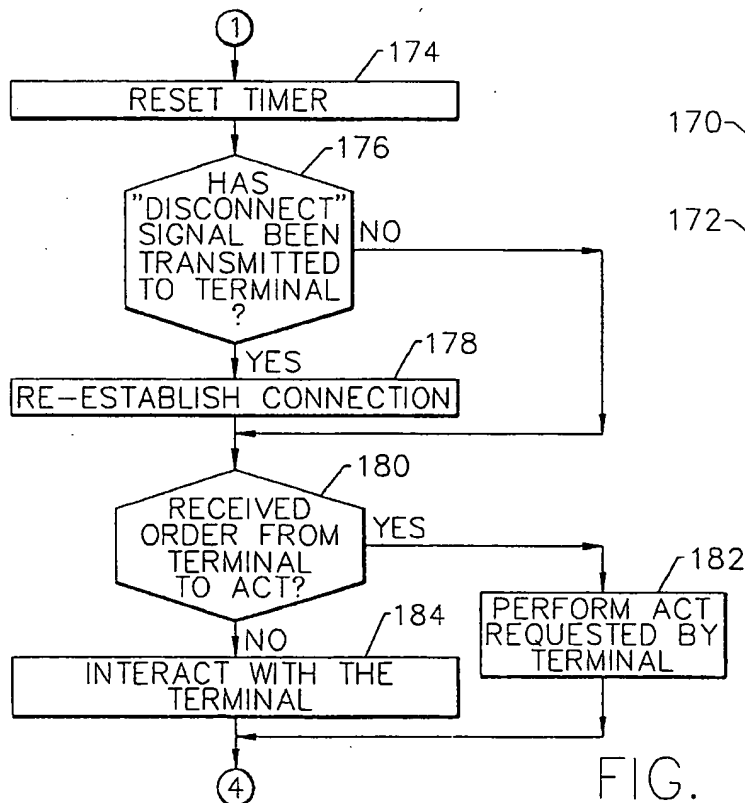 1
174
RESET TIMER
170
176
HAS
"DISCONNECT"
SIGNAL BEEN
TRANSMITTED
TO TERMINAL
?
NO
172
YES
178
RE-ESTABLISH CONNECTION
180
RECEIVED
ORDER FROM
TERMINAL
TO ACT?
YES
182
PERFORM ACT
REQUESTED BY
TERMINAL
NO
184
INTERACT WITH THE
TERMINAL
4
FIG.